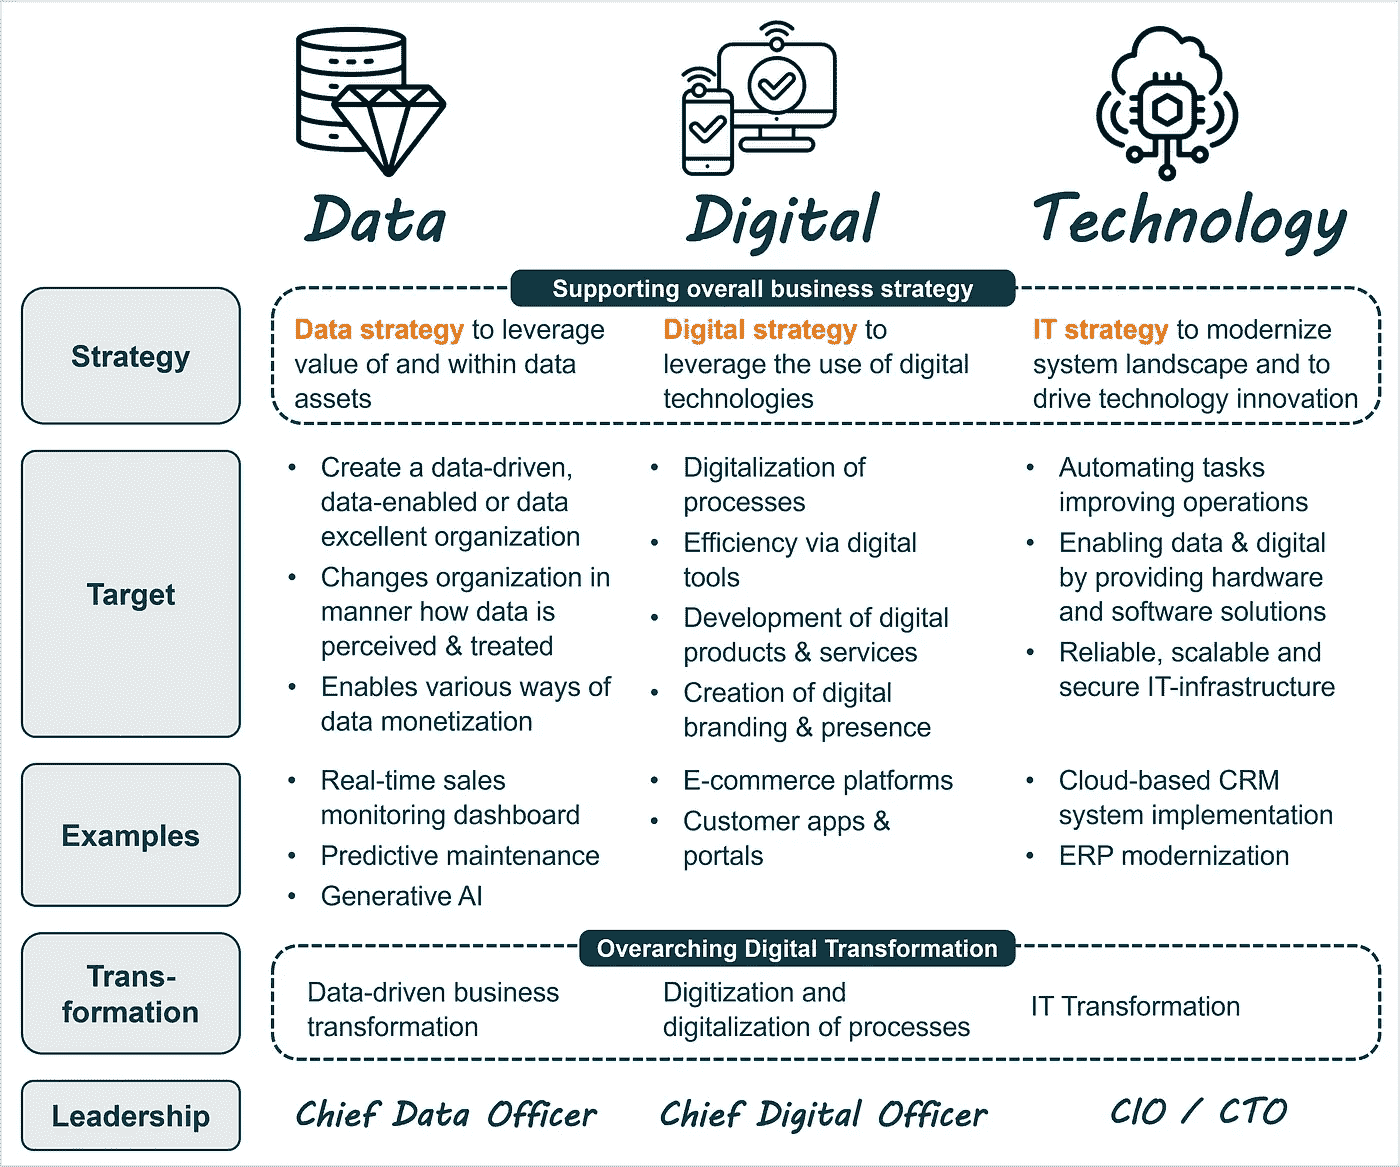 Data
Digital
Technology
Supporting overall business strategy
Strategy
Data strategy to leverage
value of and within data
assets
Digital strategy to
leverage the use of digital
technologies
IT strategy to modernize
system landscape and to
drive technology innovation
Target
• Create a data-driven,
data-enabled or data
excellent organization
• Changes organization in
manner how data is
perceived & treated
• Enables various ways of
data monetization
• Digitalization of
processes
• Efficiency via digital
tools
• Development of digital
products & services
• Creation of digital
branding & presence
• Automating tasks
improving operations
• Enabling data & digital
by providing hardware
and software solutions
• Reliable, scalable and
secure IT-infrastructure
Examples
• Real-time sales
monitoring dashboard
• Predictive maintenance
• Generative AI
• E-commerce platforms
• Customer apps &
portals
• Cloud-based CRM
system implementation
• ERP modernization
Overarching Digital Transformation
Trans-
formation
Data-driven business
transformation
Digitization and
digitalization of processes
IT Transformation
Leadership
Chief Data Officer
Chief Digital Officer
CIO / CTO